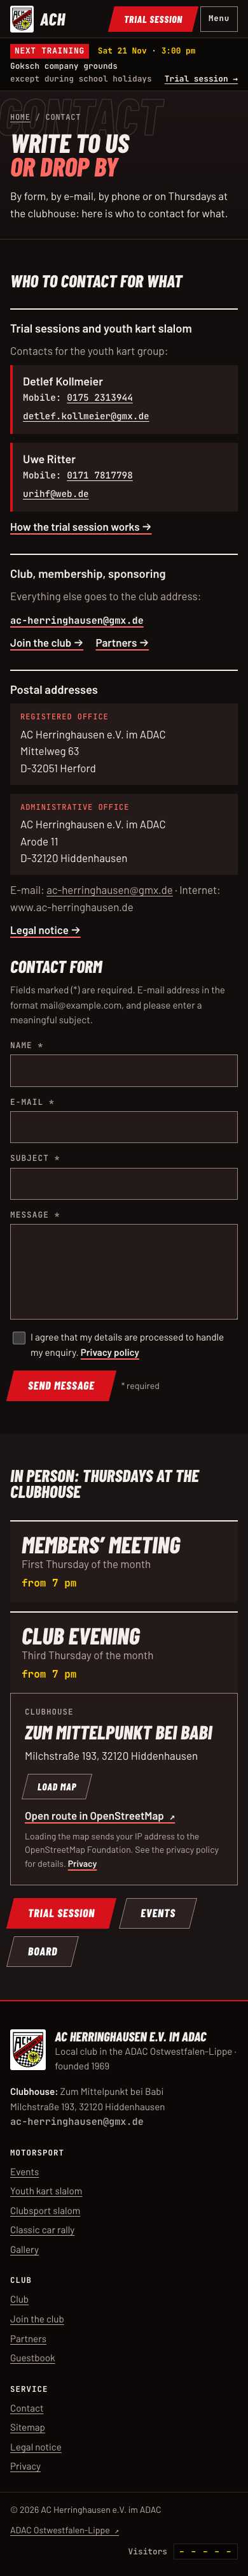 ACH
TRIAL SESSION
Menu
NEXT TRAINING Sat 21 Nov · 3:00 pm
Goksch company grounds
except during school holidays Trial session →
CONTACT
HOME / CONTACT
WRITE TO US
OR DROP BY
By form, by e-mail, by phone or on Thursdays at
the clubhouse: here is who to contact for what.
WHO TO CONTACT FOR WHAT
Trial sessions and youth kart slalom
Contacts for the youth kart group:
Detlef Kollmeier
Mobile: 0175 2313944
detlef.kollmeier@gmx.de
Uwe Ritter
Mobile: 0171 7817798
urihf@web.de
How the trial session works →
Club, membership, sponsoring
Everything else goes to the club address:
ac-herringhausen@gmx.de
Join the club → Partners →
Postal addresses
REGISTERED OFFICE
AC Herringhausen e.V. im ADAC
Mittelweg 63
D-32051 Herford
ADMINISTRATIVE OFFICE
AC Herringhausen e.V. im ADAC
Arode 11
D-32120 Hiddenhausen
E-mail: ac-herringhausen@gmx.de · Internet:
www.ac-herringhausen.de
Legal notice →
CONTACT FORM
Fields marked (*) are required. E-mail address in the
format mail@example.com, and please enter a
meaningful subject.
NAME *
E-MAIL *
SUBJECT *
MESSAGE *
I agree that my details are processed to handle
my enquiry. Privacy policy
SEND MESSAGE * required
IN PERSON: THURSDAYS AT THE
CLUBHOUSE
MEMBERS' MEETING
First Thursday of the month
from 7 pm
CLUB EVENING
Third Thursday of the month
from 7 pm
CLUBHOUSE
ZUM MITTELPUNKT BEI BABI
Milchstraße 193, 32120 Hiddenhausen
LOAD MAP
Open route in OpenStreetMap ↗
Loading the map sends your IP address to the
OpenStreetMap Foundation. See the privacy policy
for details. Privacy
TRIAL SESSION
EVENTS
BOARD
AC HERRINGHAUSEN E.V. IM ADAC
Local club in the ADAC Ostwestfalen-Lippe ·
founded 1969
Clubhouse: Zum Mittelpunkt bei Babi
Milchstraße 193, 32120 Hiddenhausen
ac-herringhausen@gmx.de
MOTORSPORT
Events
Youth kart slalom
Clubsport slalom
Classic car rally
Gallery
CLUB
Club
Join the club
Partners
Guestbook
SERVICE
Contact
Sitemap
Legal notice
Privacy
© 2026 AC Herringhausen e.V. im ADAC
ADAC Ostwestfalen-Lippe ↗
Visitors - - - - -